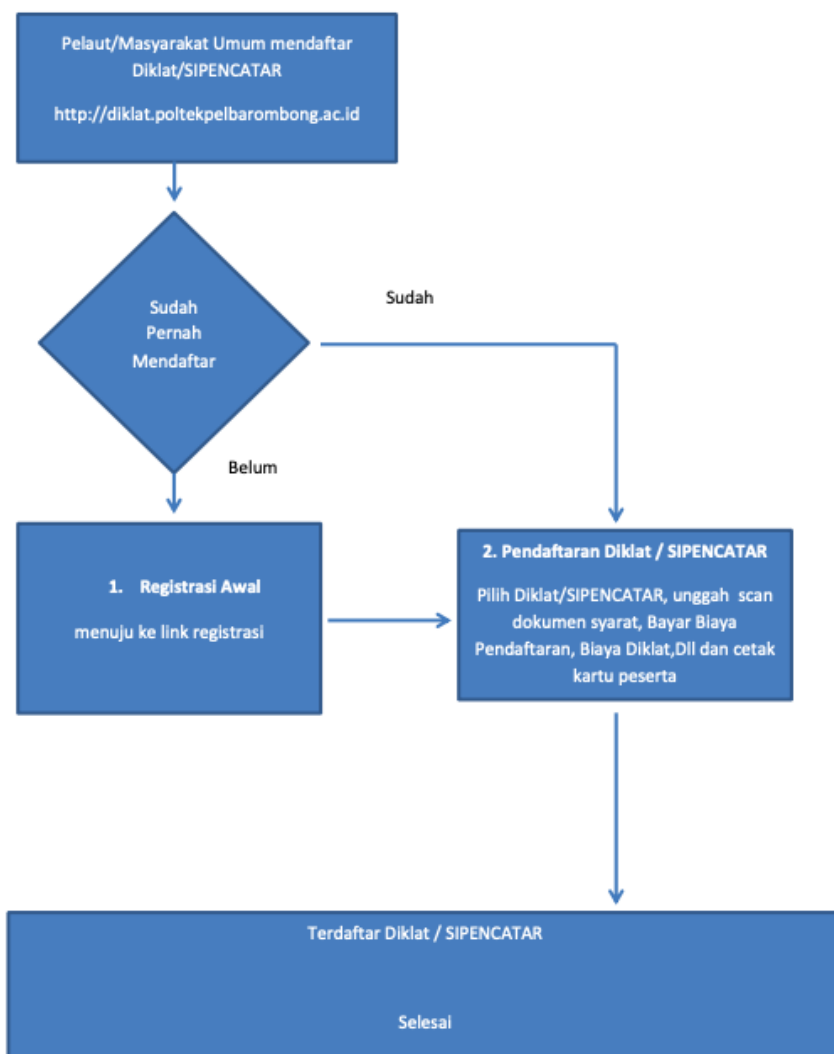 Pelaut/Masyarakat Umum mendaftar
Diklat/SIPENCATAR
http://diklat.poltekpelbarombong.ac.id
Sudah
Pernah
Mendaftar
Sudah
Belum
1. Registrasi Awal
menuju ke link registrasi
2. Pendaftaran Diklat / SIPENCATAR
Pilih Diklat/SIPENCATAR, unggah scan
dokumen syarat, Bayar Biaya
Pendaftaran, Biaya Diklat,Dll dan cetak
kartu peserta
Terdaftar Diklat / SIPENCATAR
Selesai